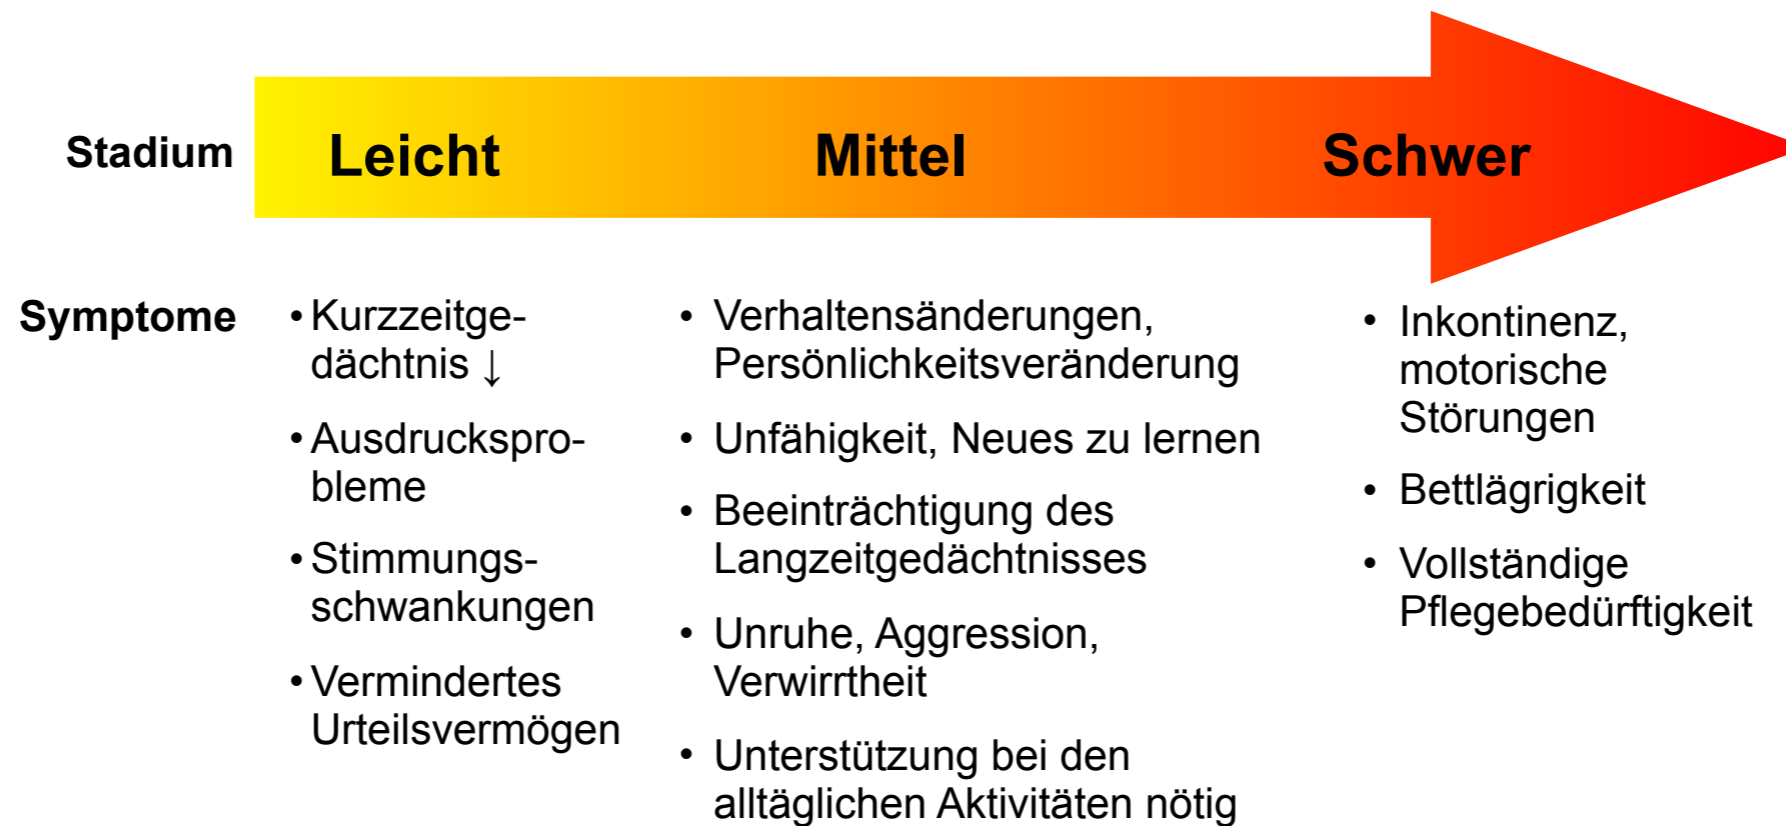 Stadium Leicht Mittel Schwer
Symptome
• Kurzzeitge-
dächtnis ↓
• Ausdruckspro-
bleme
• Stimmungs-
schwankungen
• Vermindertes
Urteilsvermögen
• Verhaltensänderungen,
Persönlichkeitsveränderung
• Unfähigkeit, Neues zu lernen
• Beeinträchtigung des
Langzeitgedächtnisses
• Unruhe, Aggression,
Verwirrtheit
• Unterstützung bei den
alltäglichen Aktivitäten nötig
• Inkontinenz,
motorische
Störungen
• Bettlägrigkeit
• Vollständige
Pflegebedürftigkeit